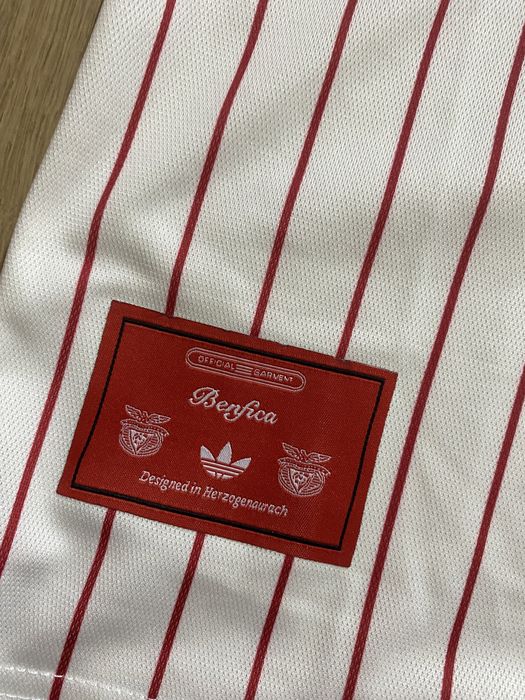 OFFICIAL GARMENT
Benfica
Designed in Herzogenaurach